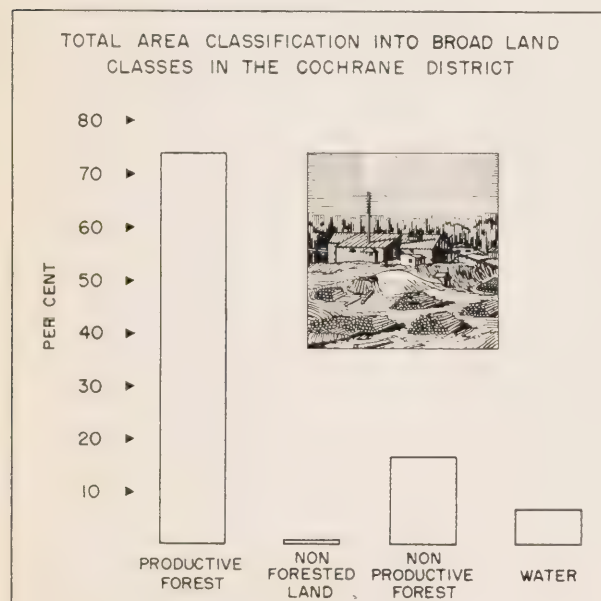 TOTAL AREA CLASSIFICATION INTO BROAD LAND
CLASSES IN THE COCHRANE DISTRICT
80
70
60
50
40
30
20
10
PER CENT
PRODUCTIVE
FOREST
NON
FORESTED
LAND
NON
PRODUCTIVE
FOREST
WATER